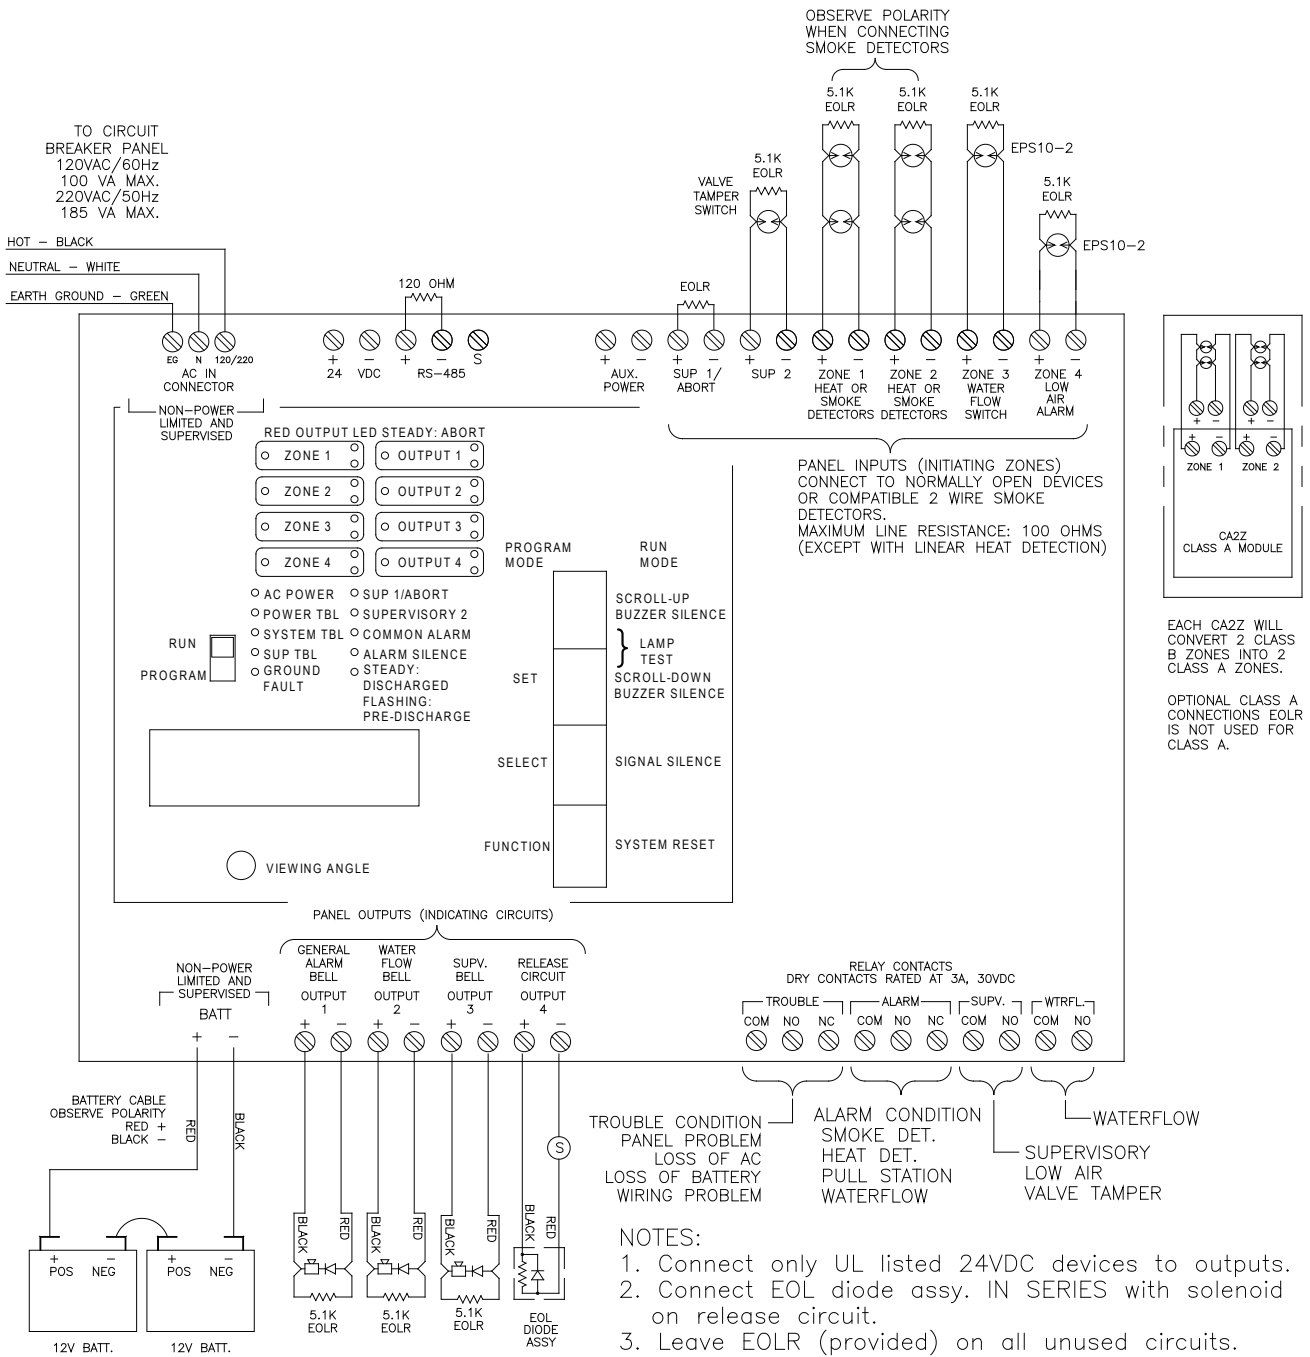 OBSERVE POLARITY
WHEN CONNECTING
SMOKE DETECTORS
5.1K
EOLR
5.1K
EOLR
5.1K
EOLR
EPS10-2
5.1K
EOLR
VALVE
TAMPER
SWITCH
5.1K
EOLR
EPS10-2
TO CIRCUIT
BREAKER PANEL
120VAC/60Hz
100 VA MAX.
220VAC/50Hz
185 VA MAX.
HOT - BLACK
NEUTRAL - WHITE
EARTH GROUND - GREEN
120 OHM
EOLR
EG N 120/220
AC IN
CONNECTOR
NON-POWER
LIMITED AND
SUPERVISED
+ -
24 VDC
+ - S
RS-485
+ -
AUX.
POWER
+ -
SUP 1/
ABORT
+ -
SUP 2
+ -
ZONE 1
HEAT OR
SMOKE
DETECTORS
+ -
ZONE 2
HEAT OR
SMOKE
DETECTORS
+ -
ZONE 3
WATER
FLOW
SWITCH
+ -
ZONE 4
LOW
AIR
ALARM
PANEL INPUTS (INITIATING ZONES)
CONNECT TO NORMALLY OPEN DEVICES
OR COMPATIBLE 2 WIRE SMOKE
DETECTORS.
MAXIMUM LINE RESISTANCE: 100 OHMS
(EXCEPT WITH LINEAR HEAT DETECTION)
+ - + -
+ - + -
ZONE 1 ZONE 2
CA2Z
CLASS A MODULE
EACH CA2Z WILL
CONVERT 2 CLASS
B ZONES INTO 2
CLASS A ZONES.
OPTIONAL CLASS A
CONNECTIONS EOLR
IS NOT USED FOR
CLASS A.
RED OUTPUT LED STEADY: ABORT
ZONE 1 OUTPUT 1
ZONE 2 OUTPUT 2
ZONE 3 OUTPUT 3
ZONE 4 OUTPUT 4
AC POWER SUP 1/ABORT
POWER TBL SUPERVISORY 2
SYSTEM TBL COMMON ALARM
SUP TBL ALARM SILENCE
GROUND
FAULT
STEADY:
DISCHARGED
FLASHING:
PRE-DISCHARGE
RUN
PROGRAM
PROGRAM
MODE
RUN
MODE
SCROLL-UP
BUZZER SILENCE
LAMP
TEST
SET
SCROLL-DOWN
BUZZER SILENCE
SELECT
SIGNAL SILENCE
FUNCTION
SYSTEM RESET
VIEWING ANGLE
PANEL OUTPUTS (INDICATING CIRCUITS)
NON-POWER
LIMITED AND
SUPERVISED
BATT
+ -
GENERAL
ALARM
BELL
OUTPUT
1
+ -
WATER
FLOW
BELL
OUTPUT
2
+ -
SUPV.
BELL
OUTPUT
3
+ -
RELEASE
CIRCUIT
OUTPUT
4
+ -
RELAY CONTACTS
DRY CONTACTS RATED AT 3A, 30VDC
TROUBLE
COM NO NC
ALARM
COM NO NC
SUPV.
COM NO
WTRFL.
COM NO
BATTERY CABLE
OBSERVE POLARITY
RED +
BLACK -
RED
BLACK
S
TROUBLE CONDITION
PANEL PROBLEM
LOSS OF AC
LOSS OF BATTERY
WIRING PROBLEM
ALARM CONDITION
SMOKE DET.
HEAT DET.
PULL STATION
WATERFLOW
WATERFLOW
SUPERVISORY
LOW AIR
VALVE TAMPER
BLACK
RED
BLACK
RED
BLACK
RED
BLACK
RED
+ -
POS NEG
+ -
POS NEG
12V BATT.
12V BATT.
5.1K
EOLR
5.1K
EOLR
5.1K
EOLR
EOL
DIODE
ASSY
NOTES:
1. Connect only UL listed 24VDC devices to outputs.
2. Connect EOL diode assy. IN SERIES with solenoid
on release circuit.
3. Leave EOLR (provided) on all unused circuits.